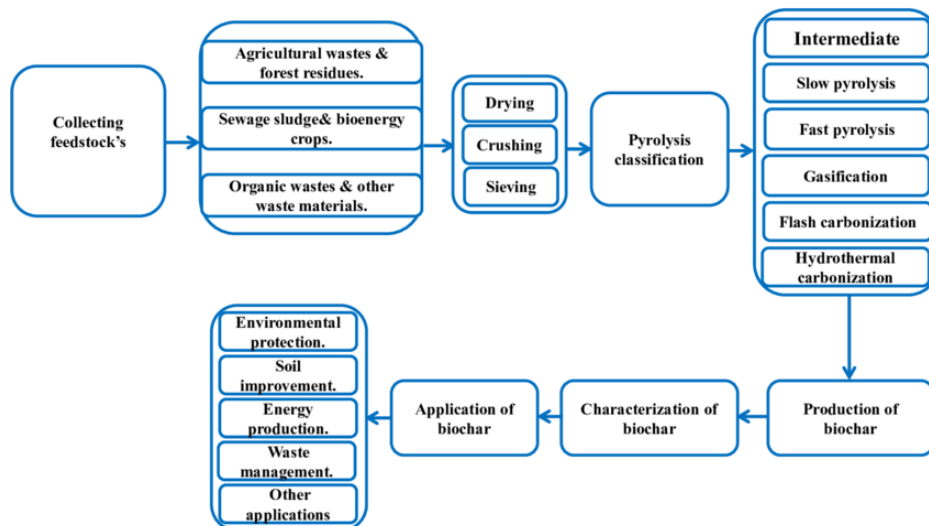 Collecting
feedstock's
Agricultural wastes &
forest residues.
Sewage sludge& bioenergy
crops.
Organic wastes & other
waste materials.
Drying
Crushing
Sieving
Pyrolysis
classification
Intermediate
Slow pyrolysis
Fast pyrolysis
Gasification
Flash carbonization
Hydrothermal
carbonization
Production of
biochar
Characterization of
biochar
Application of
biochar
Environmental
protection.
Soil
improvement.
Energy
production.
Waste
management.
Other
applications